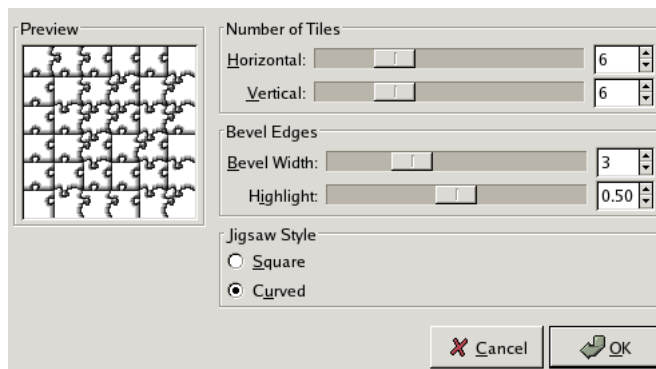 Preview
Number of Tiles
Horizontal: 6
Vertical: 6
Bevel Edges
Bevel Width: 3
Highlight: 0.50
Jigsaw Style
Square
Curved
Cancel OK